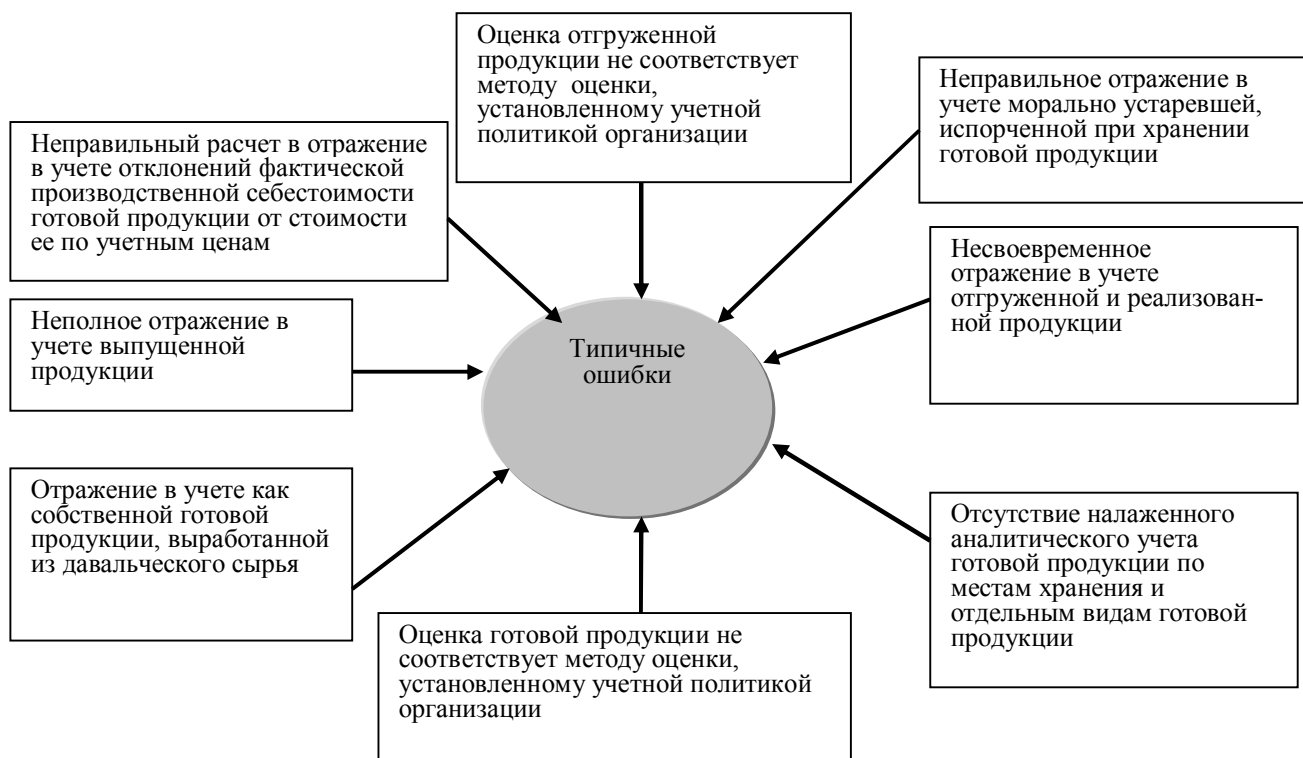 Оценка отгруженной
продукции не соответствует
методу оценки,
установленному учетной
политикой организации
Неправильное отражение в
учете морально устаревшей,
испорченной при хранении
готовой продукции
Неправильный расчет в отражение
в учете отклонений фактической
производственной себестоимости
готовой продукции от стоимости
ее по учетным ценам
Несвоевременное
отражение в учете
отгруженной и реализован-
ной продукции
Неполное отражение в
учете выпущенной
продукции
Типичные
ошибки
Отражение в учете как
собственной готовой
продукции, выработанной
из давальческого сырья
Отсутствие налаженного
аналитического учета
готовой продукции по
местам хранения и
отдельным видам готовой
продукции
Оценка готовой продукции не
соответствует методу оценки,
установленному учетной политикой
организации